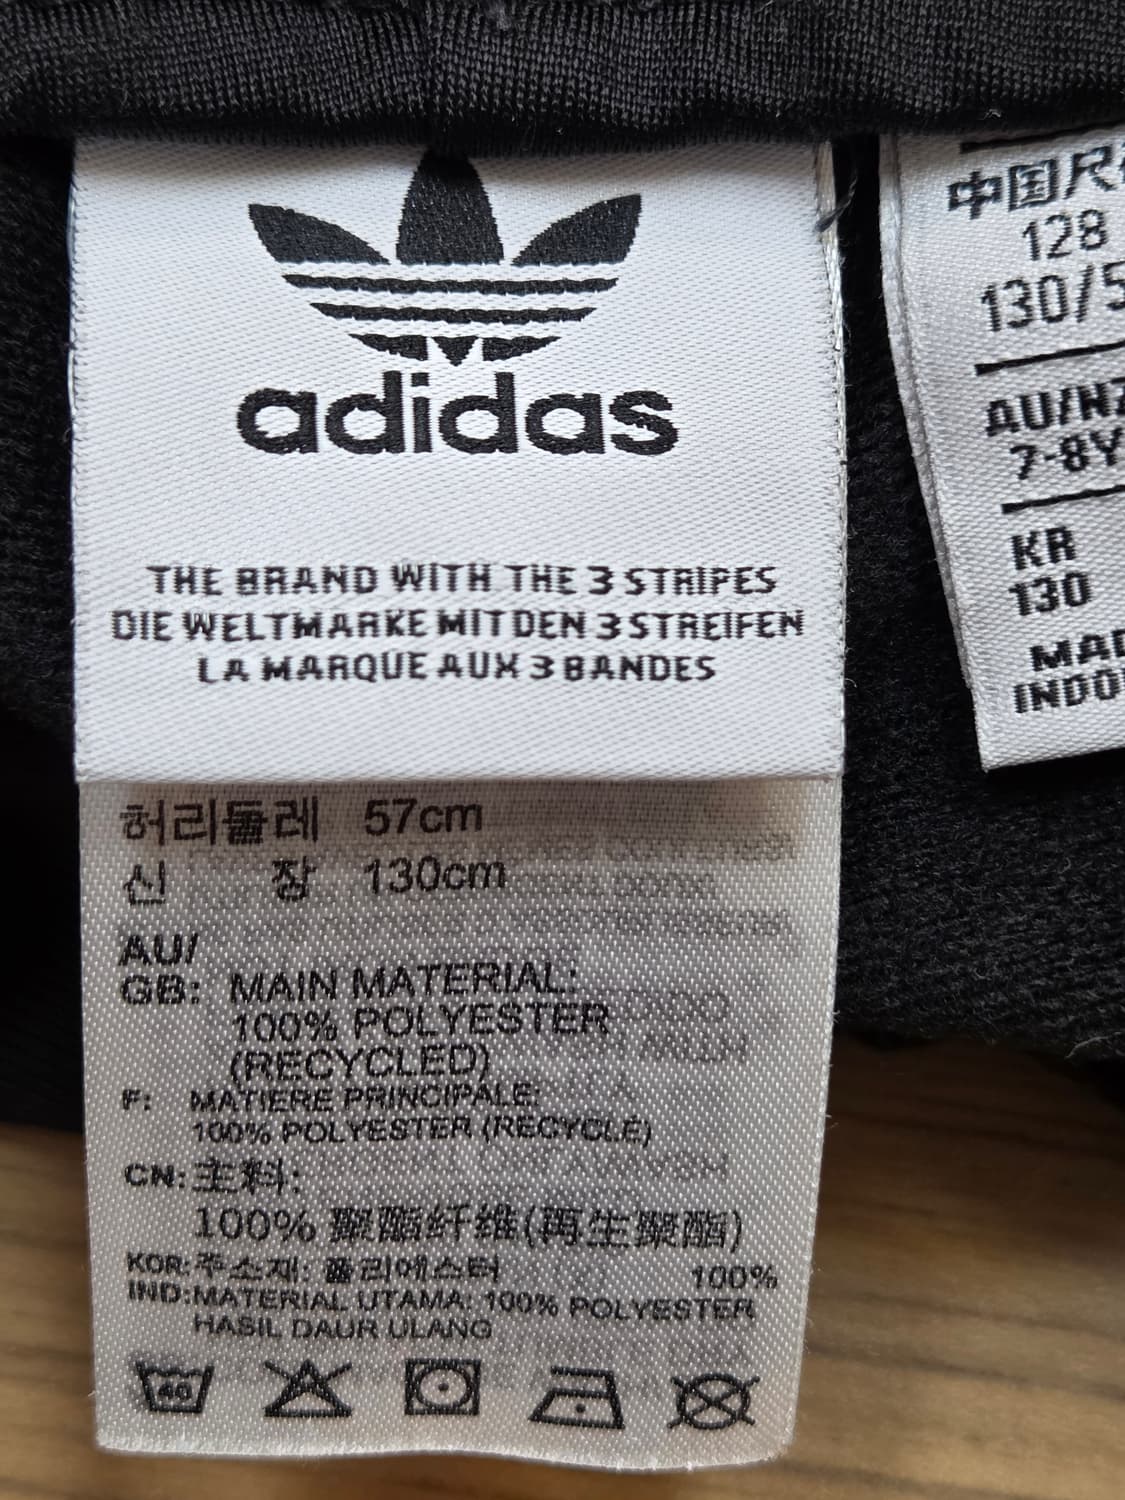 adidas
THE BRAND WITH THE 3 STRIPES
DIE WELTMARKE MIT DEN 3 STREIFEN
LA MARQUE AUX 3 BANDES
허리둘레 57cm
신 장 130cm
AU/
GB: MAIN MATERIAL:
100% POLYESTER
(RECYCLED)
F: MATIERE PRINCIPALE:
100% POLYESTER (RECYCLÉ)
CN: 主料:
100% 聚酯纤维(再生聚酯)
KOR: 주소재: 폴리에스터 100%
IND: MATERIAL UTAMA: 100% POLYESTER
HASIL DAUR ULANG
40
中国尺
128
130/5
AU/NZ
7-8Y
KR
130
MAD
INDO